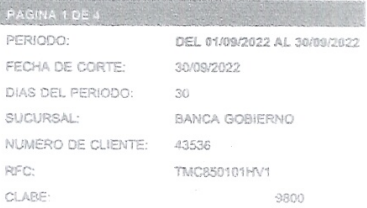 PAGINA 1 DE 4
PERIODO: DEL 01/09/2022 AL 30/09/2022
FECHA DE CORTE: 30/09/2022
DIAS DEL PERIODO: 30
SUCURSAL: BANCA GOBIERNO
NUMERO DE CLIENTE: 43536
RFC: TMC850101HV1
CLABE: 9800